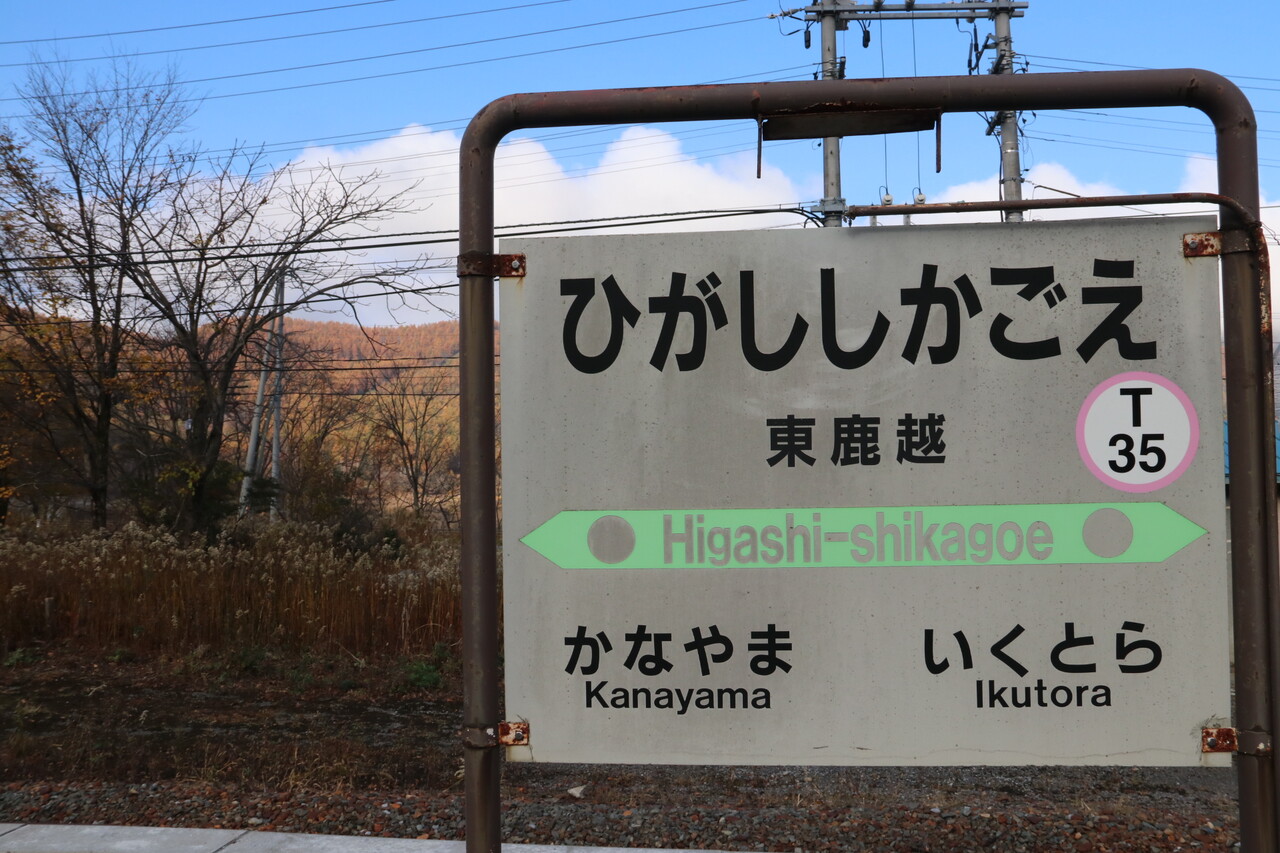 ひがししかごえ
東鹿越
T
35
Higashi-shikagoe
かなやま いくとら
Kanayama Ikutora